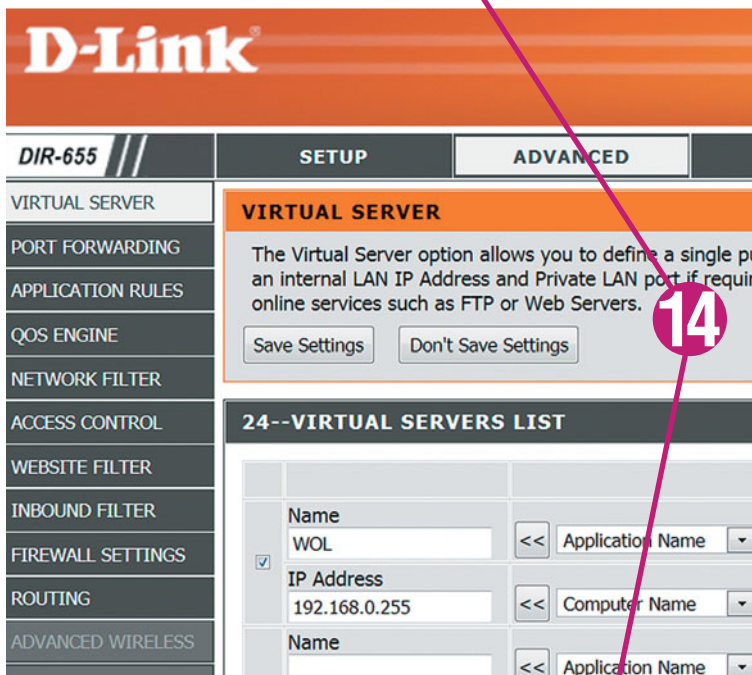 D-Link
DIR-655
SETUP
ADVANCED
VIRTUAL SERVER
PORT FORWARDING
APPLICATION RULES
QOS ENGINE
NETWORK FILTER
ACCESS CONTROL
WEBSITE FILTER
INBOUND FILTER
FIREWALL SETTINGS
ROUTING
ADVANCED WIRELESS
VIRTUAL SERVER
The Virtual Server option allows you to define a single
an internal LAN IP Address and Private LAN port if
online services such as FTP or Web Servers.
Save Settings
Don't Save Settings
14
24--VIRTUAL SERVERS LIST
Name
WOL
<<
Application Name
IP Address
192.168.0.255
<<
Computer Name
Name
<<
Application Name